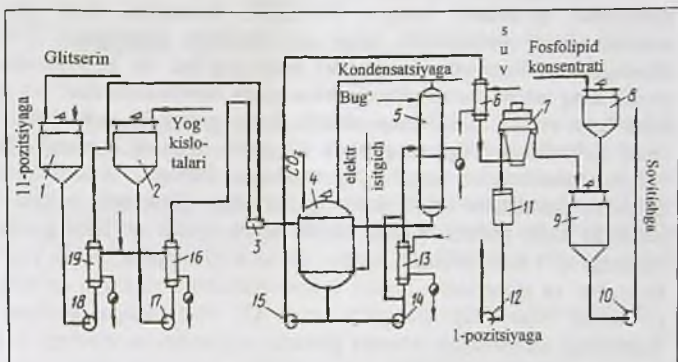 Glitserin
111-pozitsiyaga
Yog‘
kislo-
talari
1
2
19
16
18
17
3
CO₂
4
elektr
isitgich
Kondensatsiyaga
Bug‘
5
s
u
v
6
7
Fosfolipid
konsentrati
8
Sovitishga
9
11
13
15
14
12
10
1-pozitsiyaga